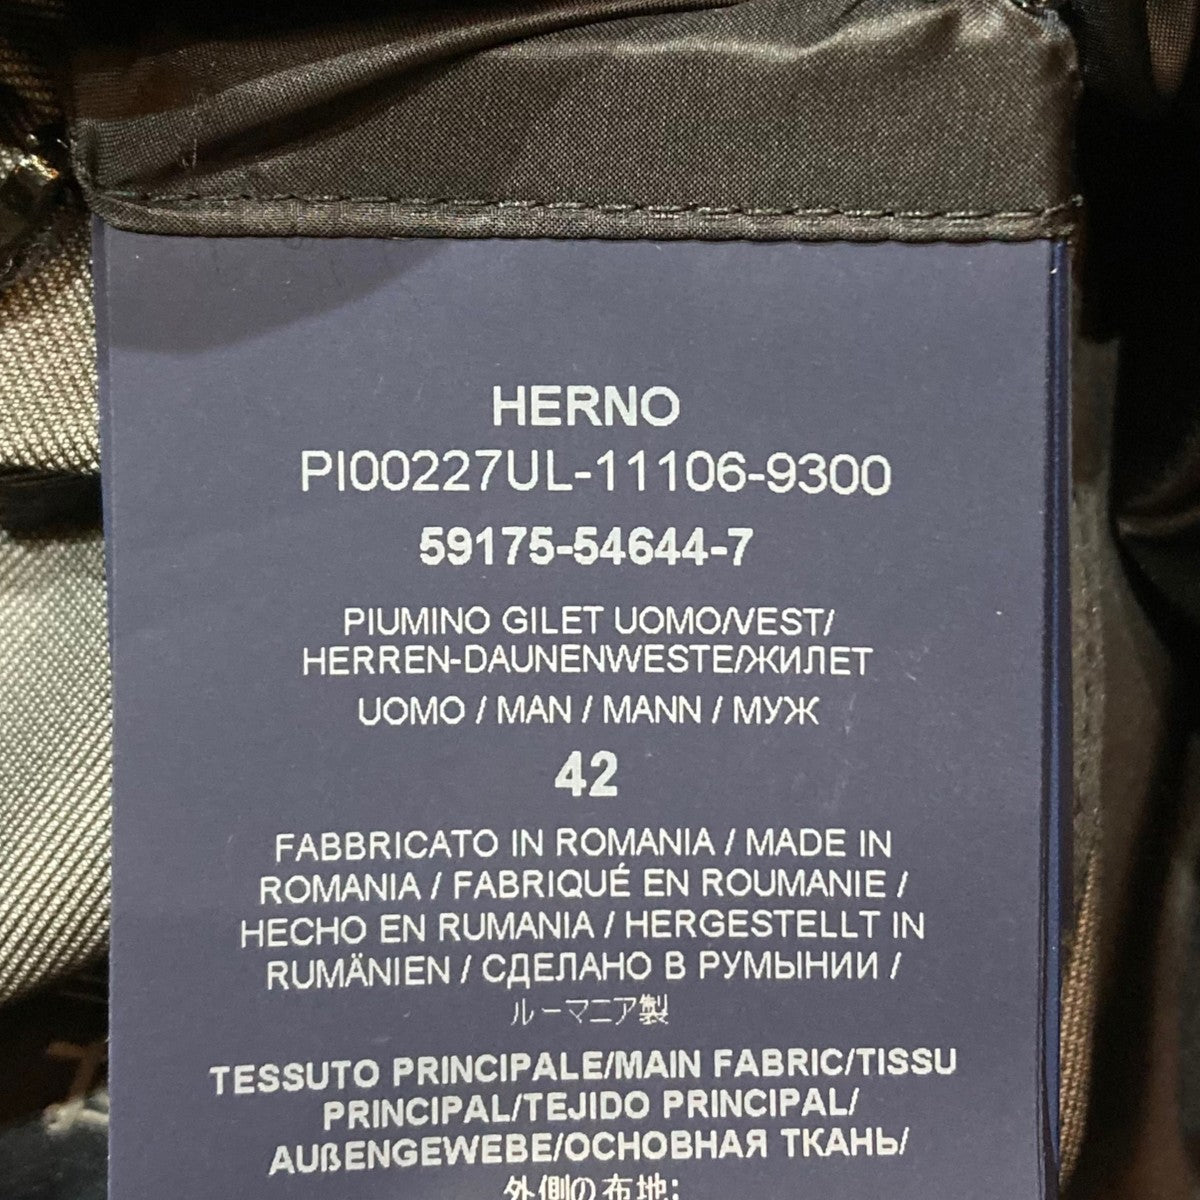 HERNO
PI00227UL-11106-9300
59175-54644-7
PIUMINO GILET UOMO/VEST/
HERREN-DAUNENWESTE/ЖИЛЕТ
UOMO / MAN / MANN / МУЖ
42
FABBRICATO IN ROMANIA / MADE IN
ROMANIA / FABRIQUÉ EN ROUMANIE /
HECHO EN RUMANIA / HERGESTELLT IN
RUMÄNIEN / СДЕЛАНО В РУМЫНИИ /
ルーマニア製
TESSUTO PRINCIPALE/MAIN FABRIC/TISSU
PRINCIPAL/TEJIDO PRINCIPAL/
AUßENGEWEBE/ОСНОВНАЯ ТКАНЬ/
外側の布地: